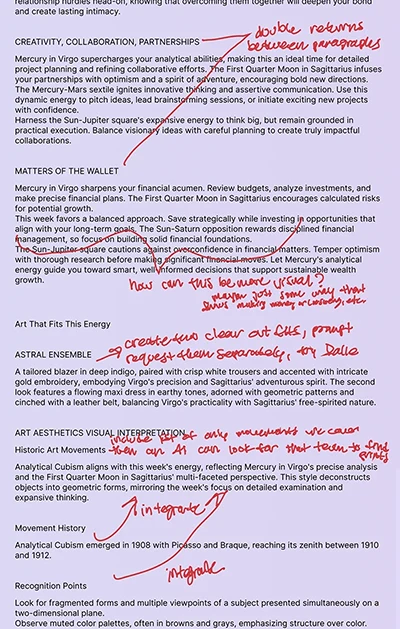 relationship hurdles head-on, knowing that overcoming them together will deepen your bond
and create lasting intimacy.
double returns
between paragraphs
CREATIVITY, COLLABORATION, PARTNERSHIPS
Mercury in Virgo supercharges your analytical abilities, making this an ideal time for detailed
project planning and refining collaborative efforts. The First Quarter Moon in Sagittarius infuses
your partnerships with optimism and a spirit of adventure, encouraging bold new directions.
The Mercury-Mars sextile ignites innovative thinking and assertive communication. Use this
dynamic energy to pitch ideas, lead brainstorming sessions, or initiate exciting new projects
with confidence.
Harness the Sun-Jupiter square's expansive energy to think big, but remain grounded in
practical execution. Balance visionary ideas with careful planning to create truly impactful
collaborations.
MATTERS OF THE WALLET
Mercury in Virgo sharpens your financial acumen. Review budgets, analyze investments, and
make precise financial plans. The First Quarter Moon in Sagittarius encourages calculated risks
for potential growth.
This week favors a balanced approach. Save strategically while investing in opportunities that
align with your long-term goals. The Sun-Saturn opposition rewards disciplined financial
management, so focus on building solid financial foundations.
The Sun-Jupiter square cautions against overconfidence in financial matters. Temper optimism
with thorough research before making significant financial moves. Let Mercury's analytical
energy guide you toward smart, well-informed decisions that support sustainable wealth
growth.
how can this be more visual?
maybe just some way that
shows making money or losing, etc
Art That Fits This Energy
create two clear cut fits, prompt
request them separately, try Dalle
ASTRAL ENSEMBLE
A tailored blazer in deep indigo, paired with crisp white trousers and accented with intricate
gold embroidery, embodying Virgo's precision and Sagittarius' adventurous spirit. The second
look features a flowing maxi dress in earthy tones, adorned with geometric patterns and
cinched with a leather belt, balancing Virgo's practicality with Sagittarius' free-spirited nature.
ART AESTHETICS VISUAL INTERPRETATION
include list of only movements we cover
Historic Art Movements
then an AI can look for that term to find
prints
Analytical Cubism aligns with this week's energy, reflecting Mercury in Virgo's precise analysis
and the First Quarter Moon in Sagittarius' multi-faceted perspective. This style deconstructs
objects into geometric forms, mirroring the week's focus on detailed examination and
expansive thinking.
integrate
Movement History
Analytical Cubism emerged in 1908 with Picasso and Braque, reaching its zenith between 1910
and 1912.
integrate
Recognition Points
Look for fragmented forms and multiple viewpoints of a subject presented simultaneously on a
two-dimensional plane.
Observe muted color palettes, often in browns and grays, emphasizing structure over color.